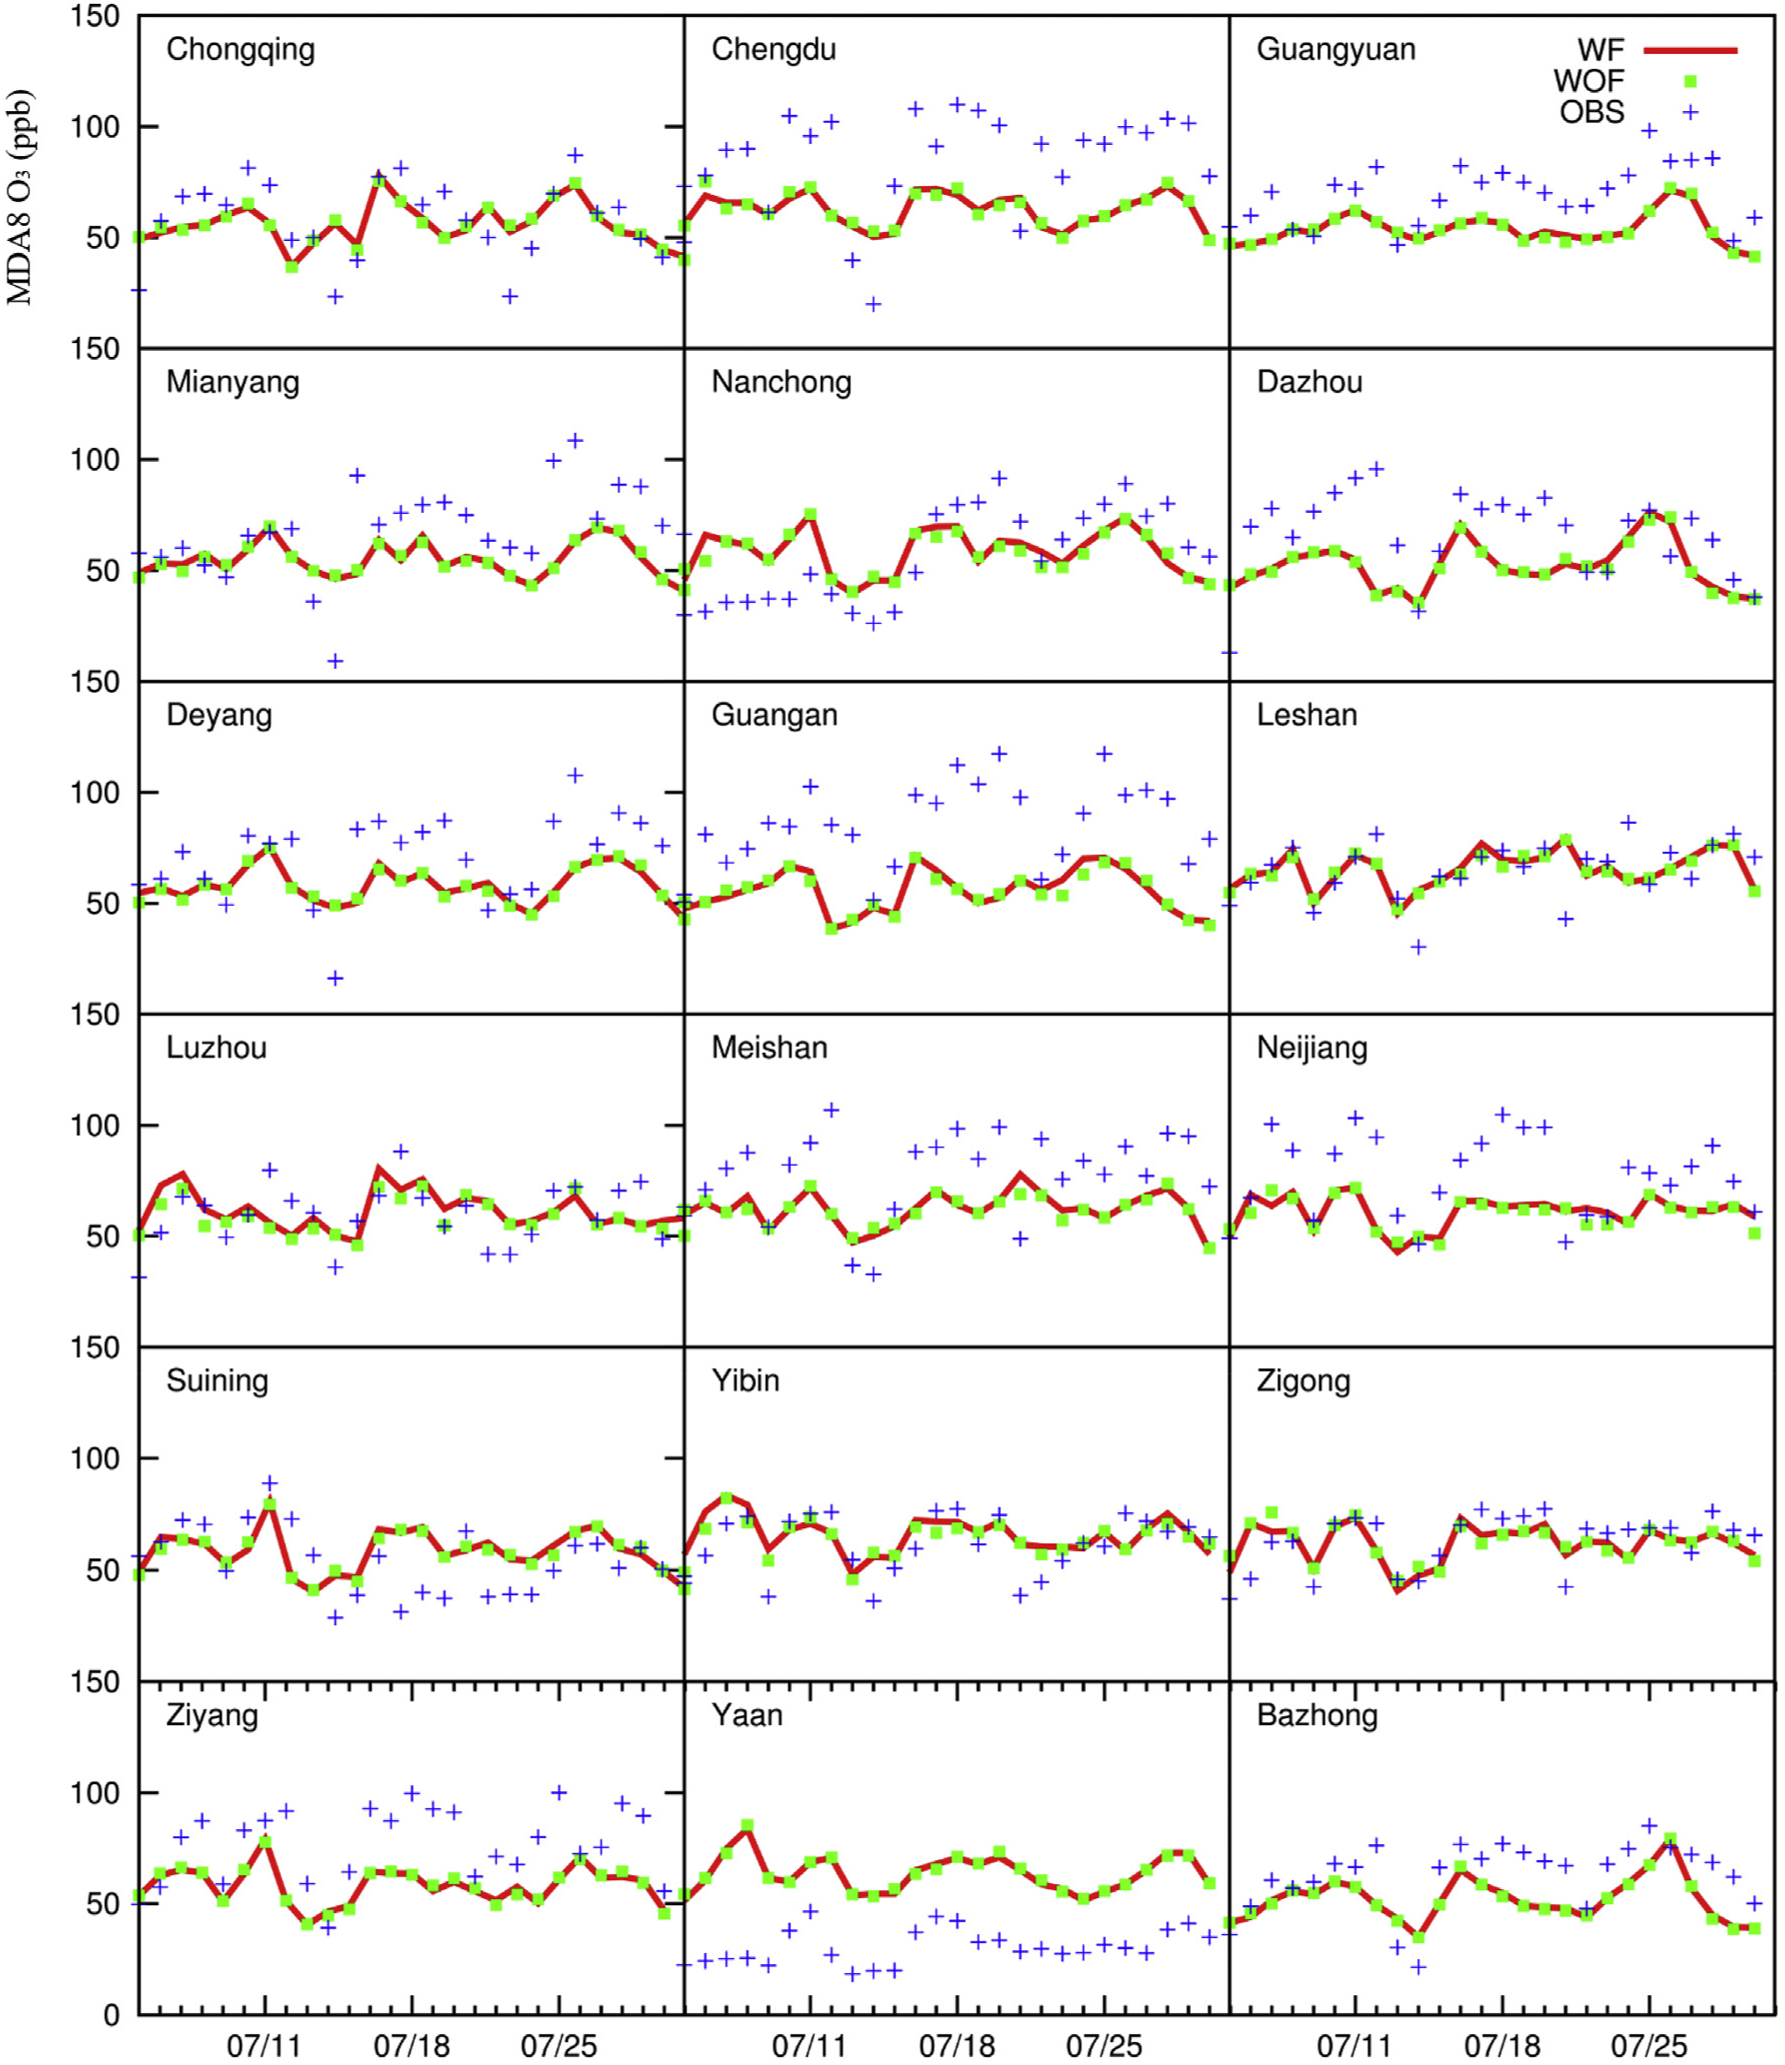 MDA8 O₃ (ppb)
150
Chongqing
Chengdu
Guangyuan
WF
WOF
OBS
100
50
150
Mianyang
Nanchong
Dazhou
100
50
150
Deyang
Guangan
Leshan
100
50
150
Luzhou
Meishan
Neijiang
100
50
150
Suining
Yibin
Zigong
100
50
150
Ziyang
Yaan
Bazhong
100
50
0
07/11 07/18 07/25 07/11 07/18 07/25 07/11 07/18 07/25